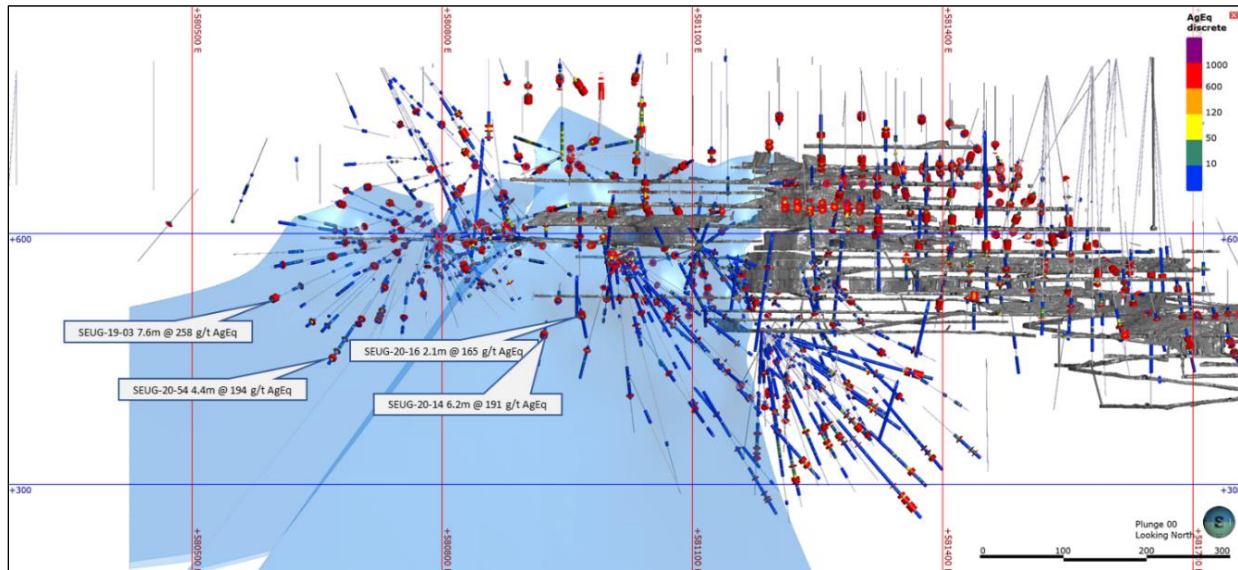 +580500 E
+580800 E
+581100 E
+581400 E
AgEq
discrete
1000
600
120
50
10
+600
+600
SEUG-19-03 7.6m @ 258 g/t AgEq
SEUG-20-16 2.1m @ 165 g/t AgEq
SEUG-20-54 4.4m @ 194 g/t AgEq
SEUG-20-14 6.2m @ 191 g/t AgEq
+300
+300
Plunge 00
Looking North
S
0 100 200 300
+580500 E
+580800 E
+581100 E
+581400 E